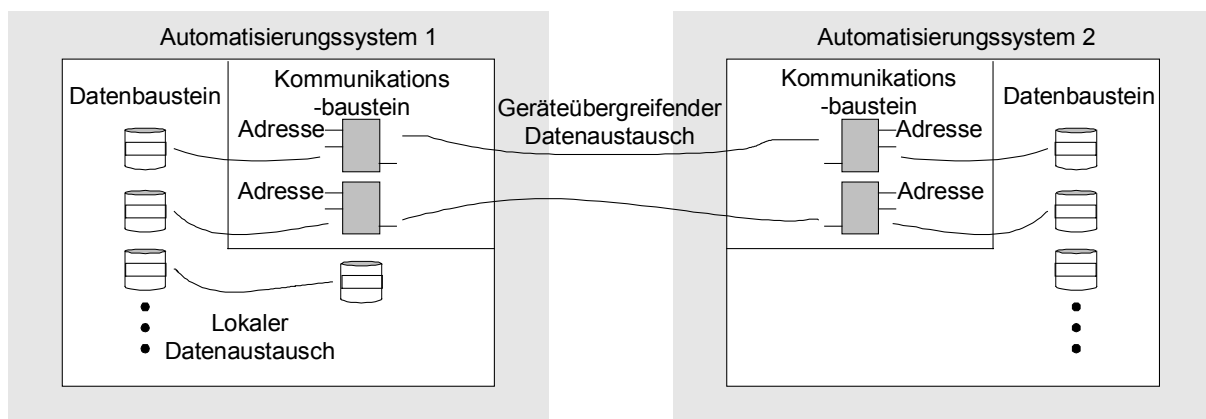 Automatisierungssystem 1
Datenbaustein
Kommunikations
-baustein
Adresse
Adresse
Lokaler
Datenaustausch
Geräteübergreifender
Datenaustausch
Automatisierungssystem 2
Kommunikations
-baustein
Datenbaustein
Adresse
Adresse